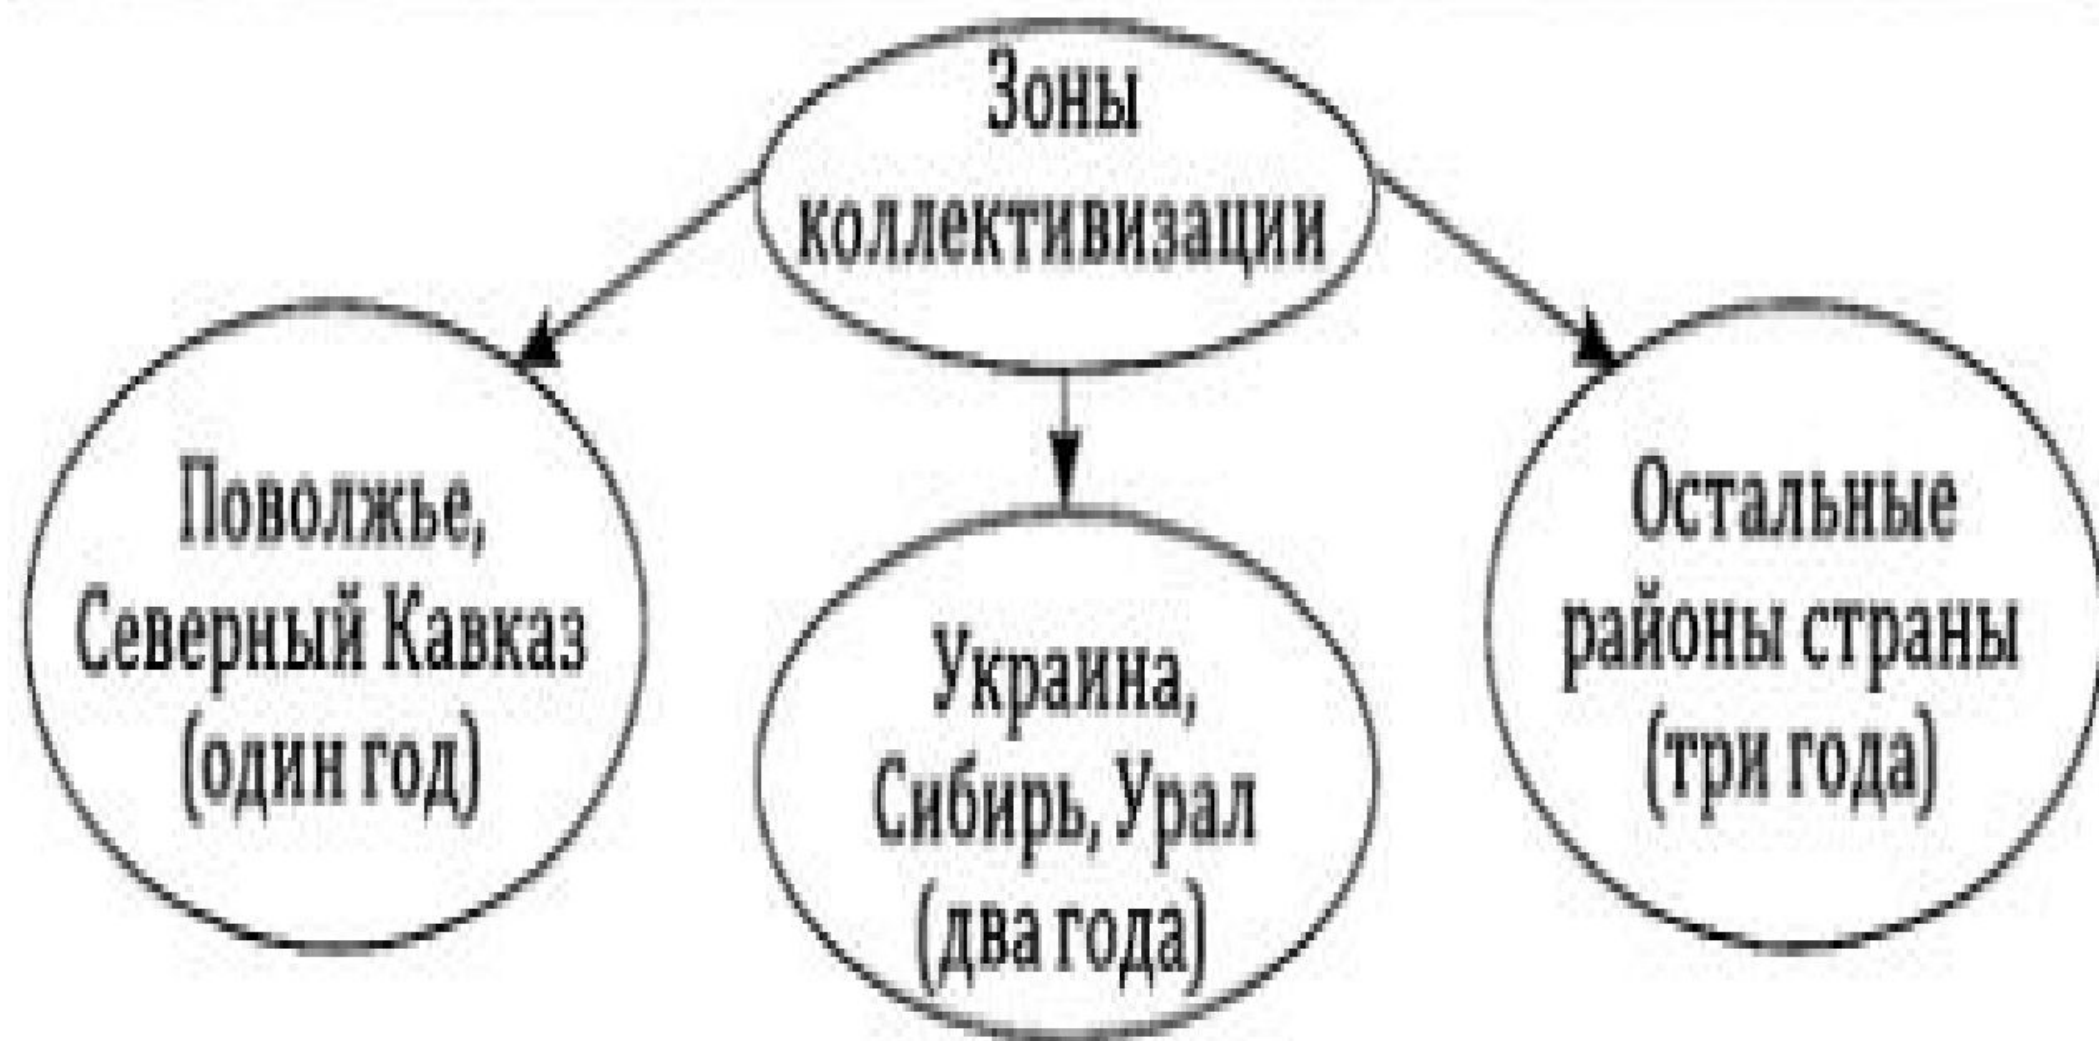 Зоны
коллективизации
Поволжье,
Северный Кавказ
(один год)
Украина,
Сибирь, Урал
(два года)
Остальные
районы страны
(три года)